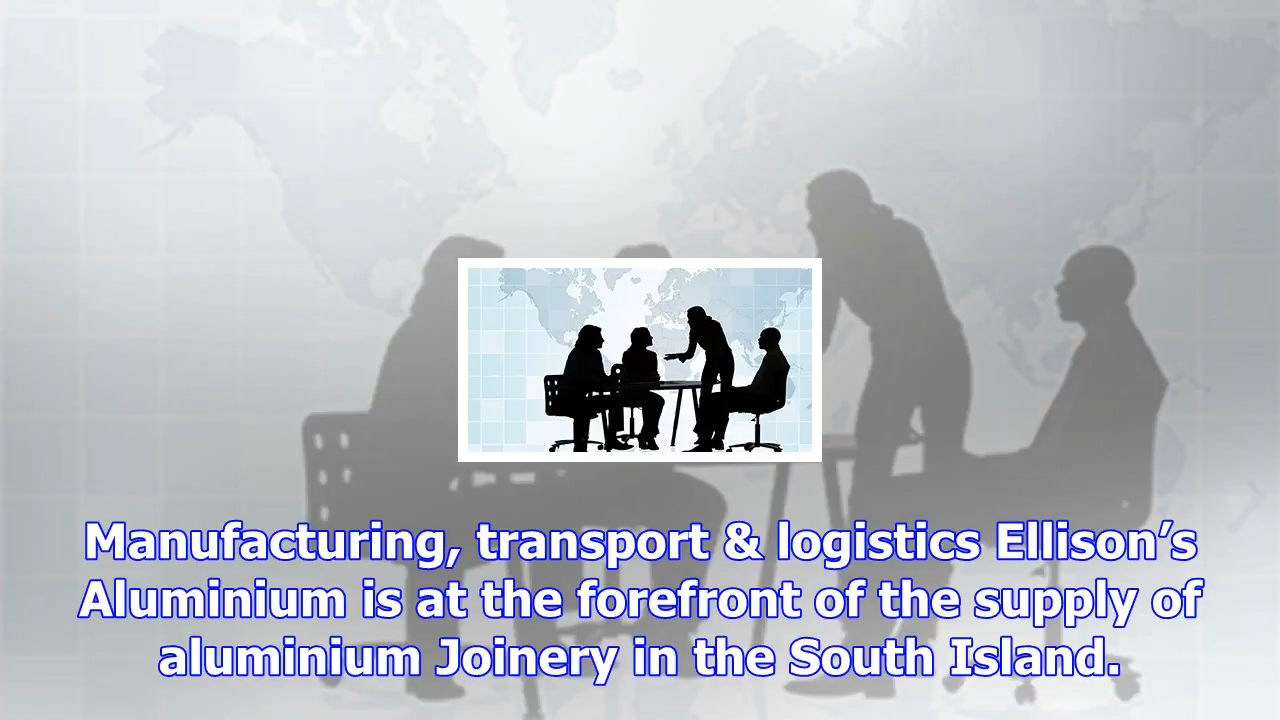 Manufacturing, transport & logistics Ellison’s
Aluminium is at the forefront of the supply of
aluminium Joinery in the South Island.